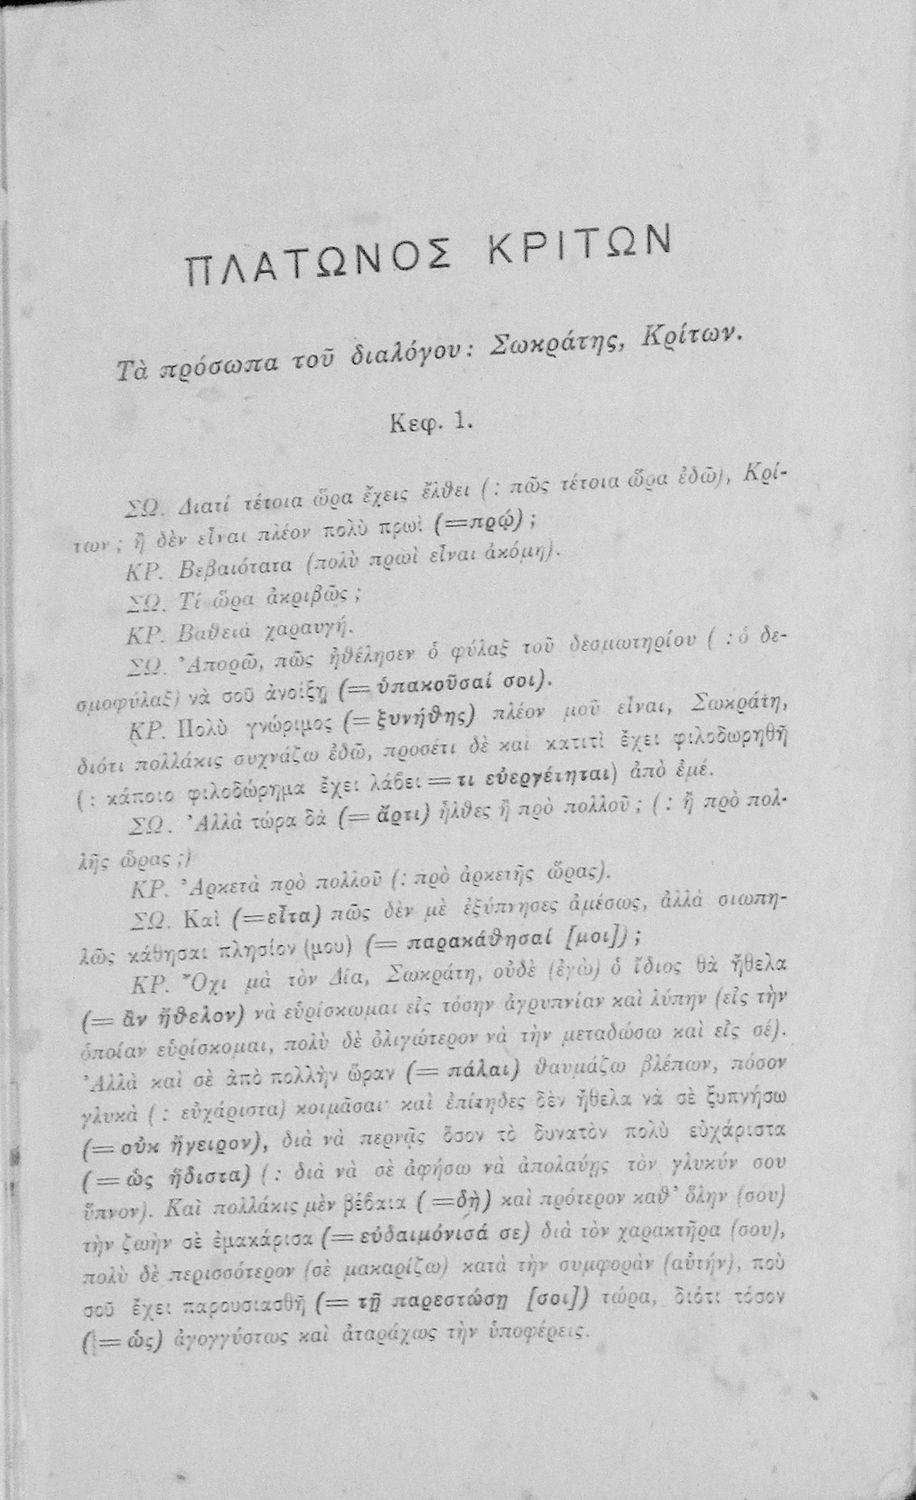 ΠΛΑΤΩΝΟΣ ΚΡΙΤΩΝ
Τὰ πρόσωπα τοῦ διαλόγου: Σωκράτης, Κρίτων.
Κεφ. 1.
ΣΩ. Διατί τέτοια ὥρα ἔχεις ἔλθει (: πῶς τέτοια ὥρα ἐδῶ), Κρί-
των; ἢ δὲν εἶναι πλέον πολὺ πρωὶ (=πρῴ);
ΚΡ. Βεβαιότατα (πολὺ πρωὶ εἶναι ἀκόμη).
ΣΩ. Τί ὥρα ἀκριβῶς;
ΚΡ. Βαθειὰ χαραυγή.
ΣΩ. Ἀπορῶ, πῶς ἠθέλησεν ὁ φύλαξ τοῦ δεσμωτηρίου ( : ὁ δε-
σμοφύλαξ) νὰ σοῦ ἀνοίξῃ (= ὑπακοῦσαί σοι).
ΚΡ. Πολὺ γνώριμος (= ξυνήθης) πλέον μοῦ εἶναι, Σωκράτη,
διότι πολλάκις συχνάζω ἐδῶ, προσέτι δὲ καὶ κατιτὶ ἔχει φιλοδωρηθῆ
(: κάποιο φιλοδώρημα ἔχει λάβει = τι εὐεργέτηται) ἀπὸ ἐμέ.
ΣΩ. Ἀλλὰ τώρα δὰ (= ἄρτι) ἦλθες ἢ πρὸ πολλοῦ; (: ἢ πρὸ πολ-
λῆς ὥρας;)
ΚΡ. Ἀρκετὰ πρὸ πολλοῦ (: πρὸ ἀρκετῆς ὥρας).
ΣΩ. Καὶ (=εἶτα) πῶς δὲν μὲ ἐξύπνησες ἀμέσως, ἀλλὰ σιωπη-
λῶς κάθησαι πλησίον (μου) (= παρακάθησαί [μοι]);
ΚΡ. Ὄχι μὰ τὸν Δία, Σωκράτη, οὐδὲ (ἐγὼ) ὁ ἴδιος θὰ ἤθελα
(= ἂν ἤθελον) νὰ εὑρίσκωμαι εἰς τόσην ἀγρυπνίαν καὶ λύπην (εἰς τὴν
ὁποίαν εὑρίσκομαι, πολὺ δὲ ὀλιγώτερον νὰ τὴν μεταδώσω καὶ εἰς σέ).
Ἀλλὰ καὶ σὲ ἀπὸ πολλὴν ὥραν (= πάλαι) θαυμάζω βλέπων, πόσον
γλυκὰ (: εὐχάριστα) κοιμᾶσαι· καὶ ἐπίτηδες δὲν ἤθελα νὰ σὲ ξυπνήσω
(= οὐκ ἤγειρον), διὰ νὰ περνᾷς ὅσον τὸ δυνατὸν πολὺ εὐχάριστα
(= ὡς ἥδιστα) (: διὰ νὰ σὲ ἀφήσω νὰ ἀπολαύῃς τὸν γλυκύν σου
ὕπνον). Καὶ πολλάκις μὲν βέβαια (=δὴ) καὶ πρότερον καθ’ ὅλην (σου)
τὴν ζωὴν σὲ ἐμακάρισα (= εὐδαιμόνισά σε) διὰ τὸν χαρακτῆρα (σου),
πολὺ δὲ περισσότερον (σὲ μακαρίζω) κατὰ τὴν συμφορὰν (αὐτήν), ποὺ
σοῦ ἔχει παρουσιασθῆ (= τῇ παρεστώσῃ [σοι]) τώρα, διότι τόσον
(= ὡς) ἀγογγύστως καὶ ἀταράχως τὴν ὑποφέρεις.